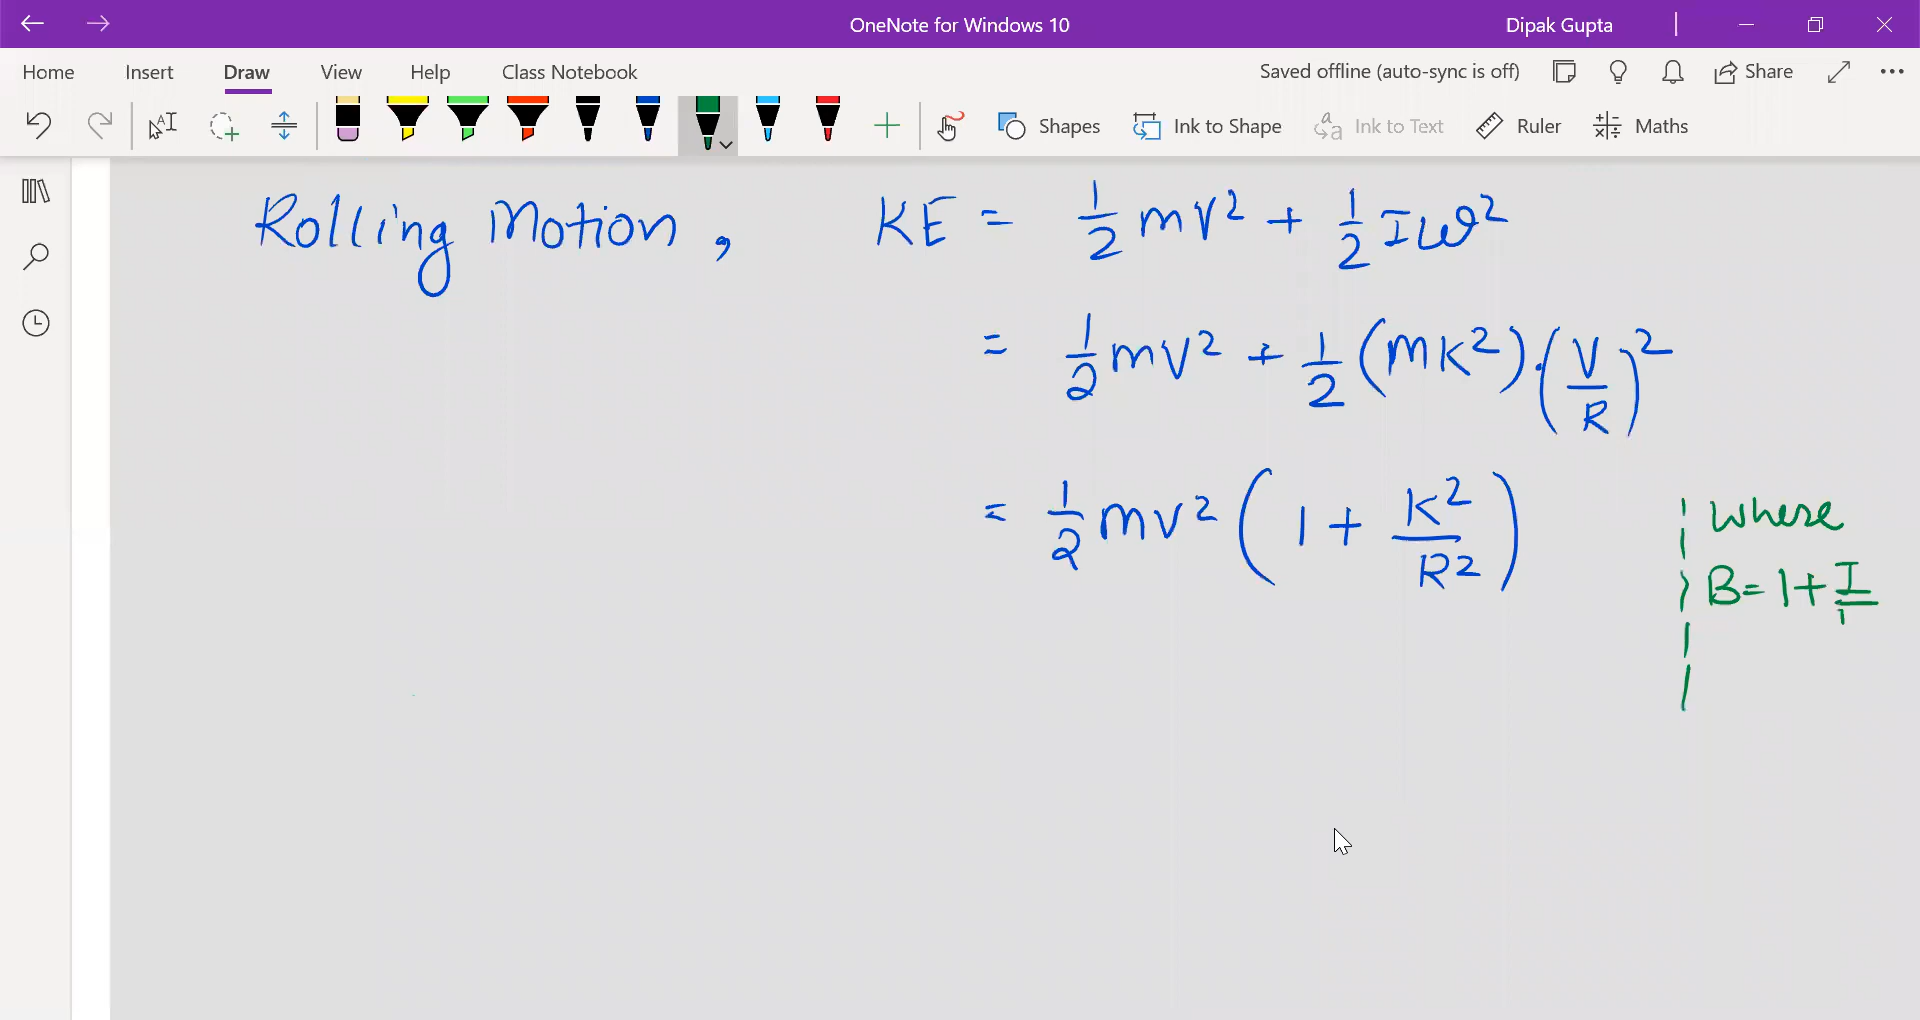 OneNote for Windows 10
Dipak Gupta
Home Insert Draw View Help Class Notebook
Saved offline (auto-sync is off) Share
Shapes Ink to Shape Ink to Text Ruler Maths
Rolling Motion, KE = 1/2 mv² + 1/2 Iω²
= 1/2 mv² + 1/2 (mK²)·(V/R)²
= 1/2 mv² (1 + K²/R²)
where
B = 1 + I/